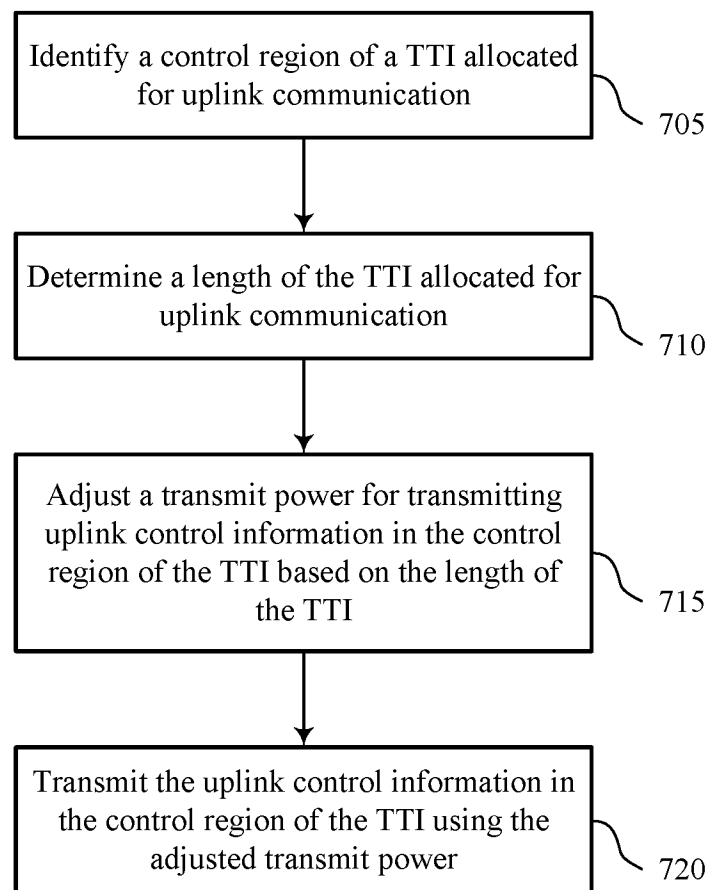 Identify a control region of a TTI allocated
for uplink communication
705
Determine a length of the TTI allocated for
uplink communication
710
Adjust a transmit power for transmitting
uplink control information in the control
region of the TTI based on the length of
the TTI
715
Transmit the uplink control information in
the control region of the TTI using the
adjusted transmit power
720